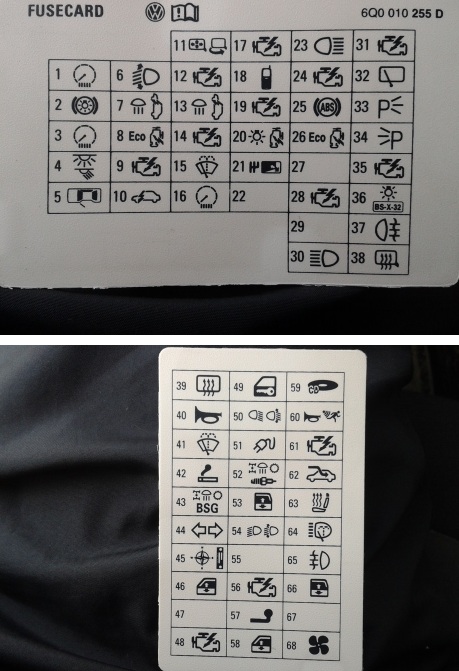 FUSECARD 6Q0 010 255 D
11 17 23 31
1 6 12 18 24 32
2 7 13 19 25 ABS 33 P
3 8 Eco 14 20 26 Eco 34 P
4 9 15 21 27 35
5 10 16 22 28 36 BS-X-32
29 37
30 38
39 49 59 CD
40 50 60
41 51 61
42 52 62
43 BSG 53 63
44 54 64
45 55 65
46 56 66
47 57 67
48 58 68